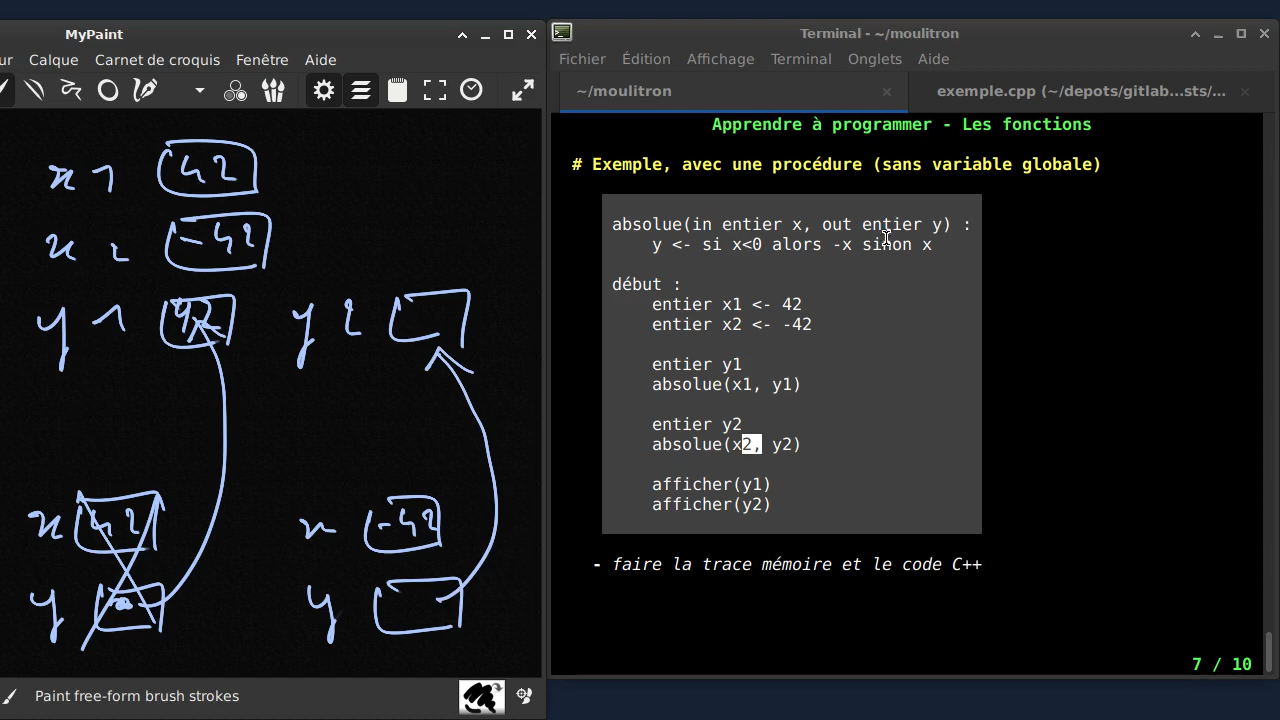 MyPaint
ur Calque Carnet de croquis Fenêtre Aide
x 1 42
x 2 -42
y 1 42 y 2
x 42 x -42
y y
Paint free-form brush strokes
Terminal - ~/moulitron
Fichier Édition Affichage Terminal Onglets Aide
~/moulitron exemple.cpp (~/depots/gitlab...sts/...
Apprendre à programmer - Les fonctions
# Exemple, avec une procédure (sans variable globale)
absolue(in entier x, out entier y) :
y <- si x<0 alors -x sinon x
début :
entier x1 <- 42
entier x2 <- -42
entier y1
absolue(x1, y1)
entier y2
absolue(x2, y2)
afficher(y1)
afficher(y2)
- faire la trace mémoire et le code C++
7 / 10